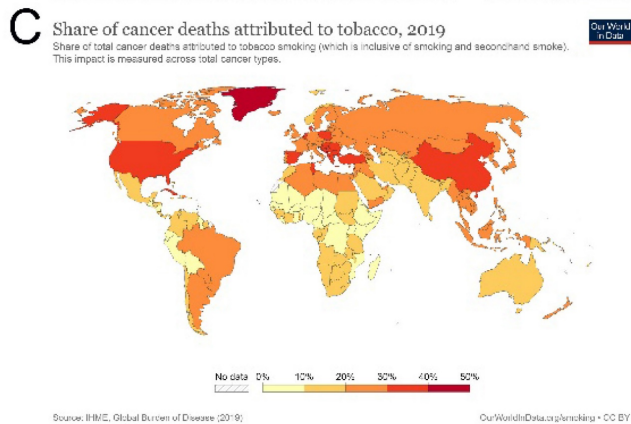 C
Share of cancer deaths attributed to tobacco, 2019
Our World
in Data
Share of total cancer deaths attributed to tobacco smoking (which is inclusive of smoking and secondhand smoke).
This impact is measured across total cancer types.
No data 0% 10% 20% 30% 40% 50%
Source: IHME, Global Burden of Disease (2019) OurWorldInData.org/smoking • CC BY